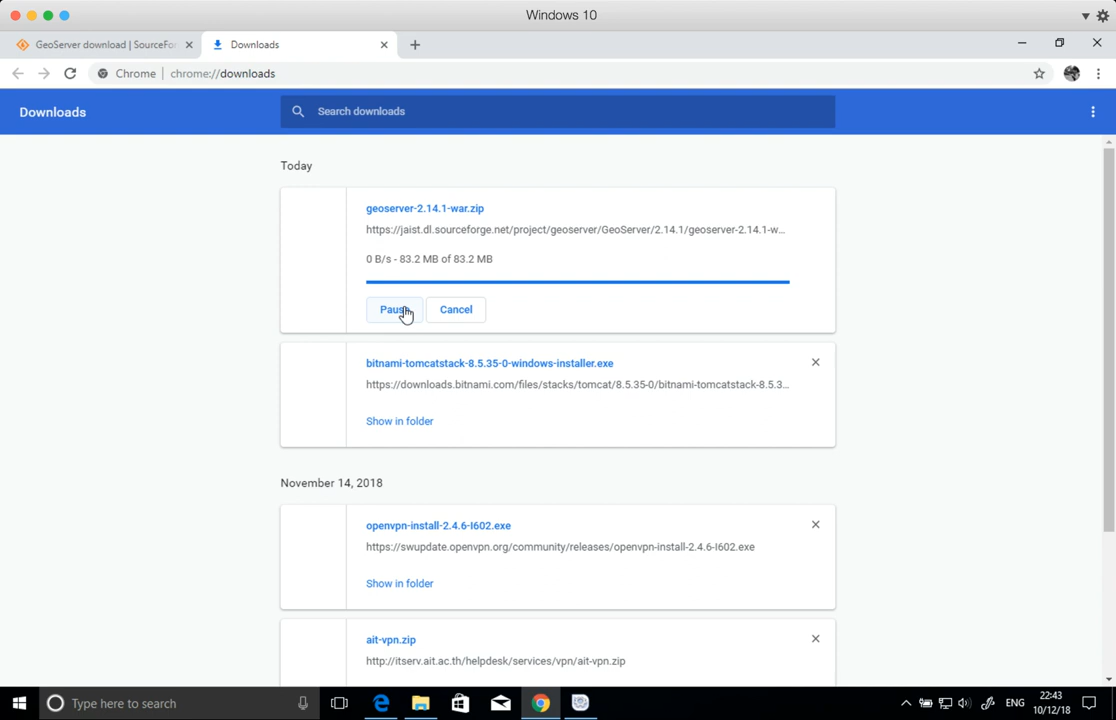 Windows 10
GeoServer download | SourceFo
Downloads
Chrome | chrome://downloads
Downloads
Search downloads
Today
geoserver-2.14.1-war.zip
https://jaist.dl.sourceforge.net/project/geoserver/GeoServer/2.14.1/geoserver-2.14.1-w...
0 B/s - 83.2 MB of 83.2 MB
Pause Cancel
bitnami-tomcatstack-8.5.35-0-windows-installer.exe
https://downloads.bitnami.com/files/stacks/tomcat/8.5.35-0/bitnami-tomcatstack-8.5.3...
Show in folder
November 14, 2018
openvpn-install-2.4.6-I602.exe
https://swupdate.openvpn.org/community/releases/openvpn-install-2.4.6-I602.exe
Show in folder
ait-vpn.zip
http://itserv.ait.ac.th/helpdesk/services/vpn/ait-vpn.zip
Type here to search
ENG
22:43
10/12/18